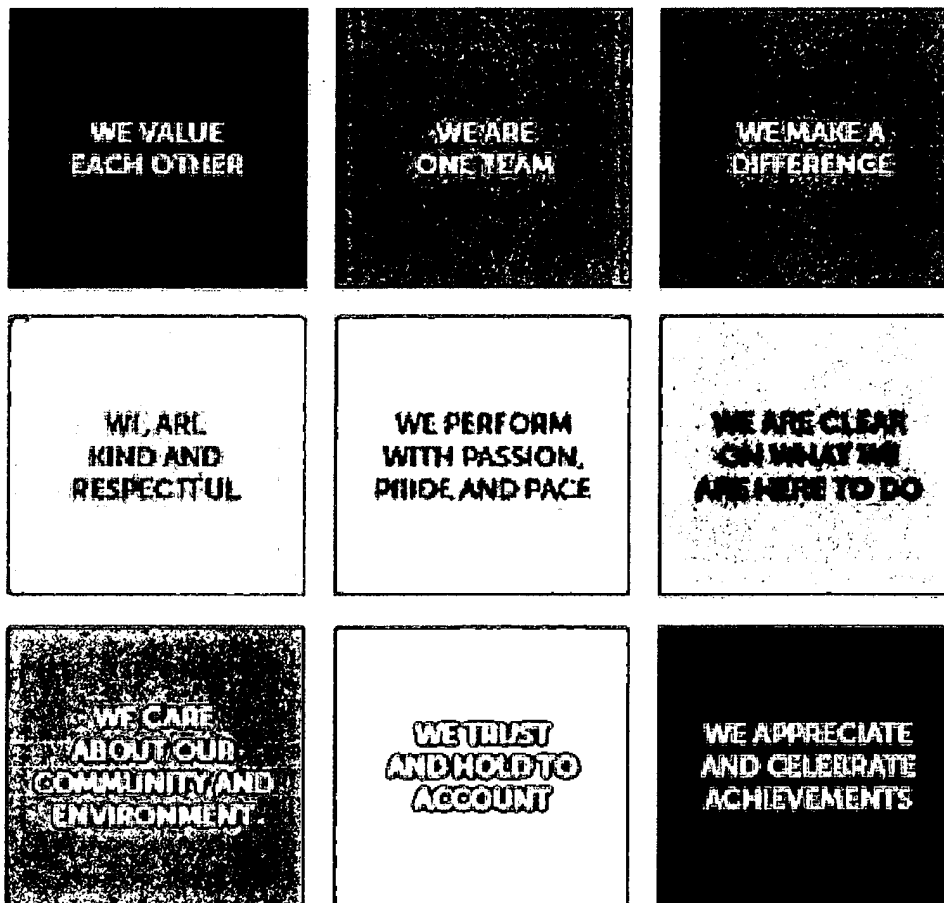 WE VALUE
EACH OTHER
WE ARE
ONE TEAM
WE MAKE A
DIFFERENCE
WE ARE
KIND AND
RESPECTFUL
WE PERFORM
WITH PASSION,
PRIDE AND PACE
WE ARE CLEAR
ON WHAT WE
ARE HERE TO DO
WE CARE
ABOUT OUR
COMMUNITY AND
ENVIRONMENT
WE TRUST
AND HOLD TO
ACCOUNT
WE APPRECIATE
AND CELEBRATE
ACHIEVEMENTS